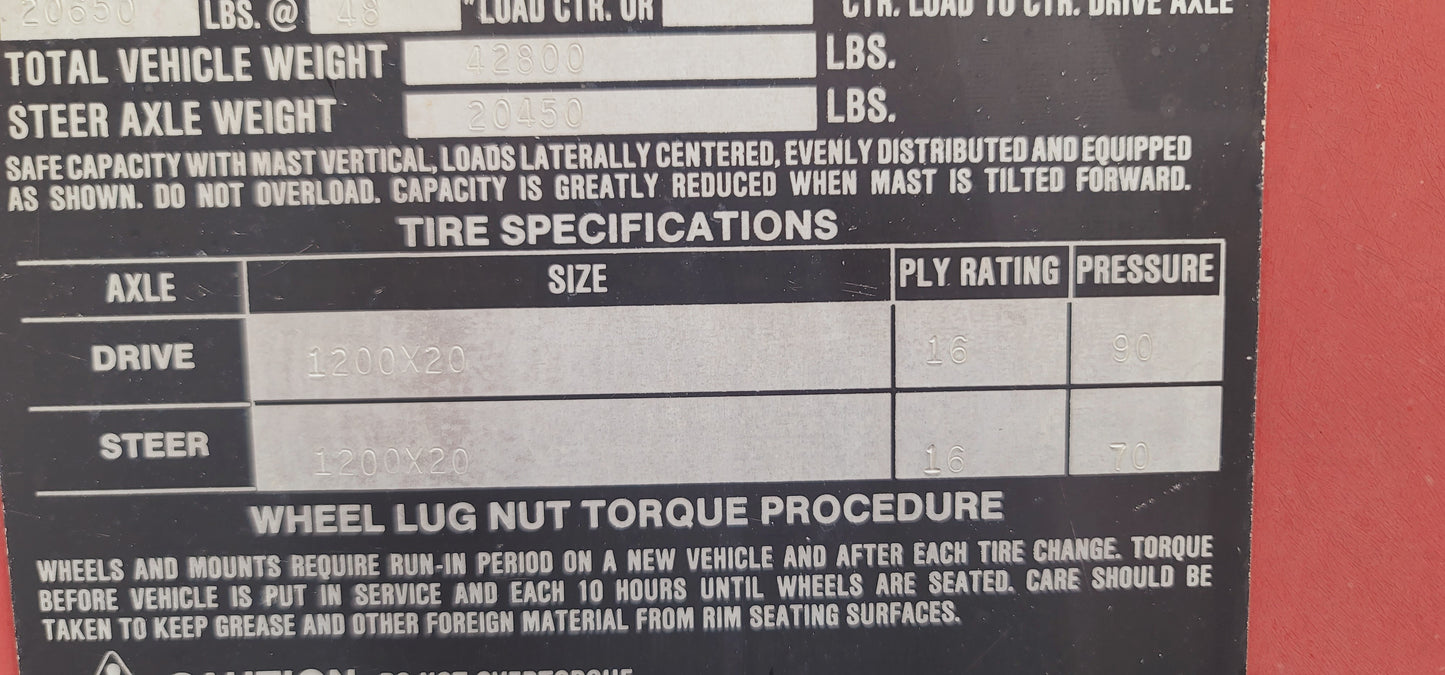 20650 LBS. @ 48 "LOAD CTR. OR CTR. LOAD TO CTR. DRIVE AXLE
TOTAL VEHICLE WEIGHT 42800 LBS.
STEER AXLE WEIGHT 20450 LBS.
SAFE CAPACITY WITH MAST VERTICAL, LOADS LATERALLY CENTERED, EVENLY DISTRIBUTED AND EQUIPPED
AS SHOWN. DO NOT OVERLOAD. CAPACITY IS GREATLY REDUCED WHEN MAST IS TILTED FORWARD.
TIRE SPECIFICATIONS
AXLE SIZE PLY RATING PRESSURE
DRIVE 1200X20 16 90
STEER 1200X20 16 70
WHEEL LUG NUT TORQUE PROCEDURE
WHEELS AND MOUNTS REQUIRE RUN-IN PERIOD ON A NEW VEHICLE AND AFTER EACH TIRE CHANGE. TORQUE
BEFORE VEHICLE IS PUT IN SERVICE AND EACH 10 HOURS UNTIL WHEELS ARE SEATED. CARE SHOULD BE
TAKEN TO KEEP GREASE AND OTHER FOREIGN MATERIAL FROM RIM SEATING SURFACES.
CAUTION DO NOT OVERTORQUE